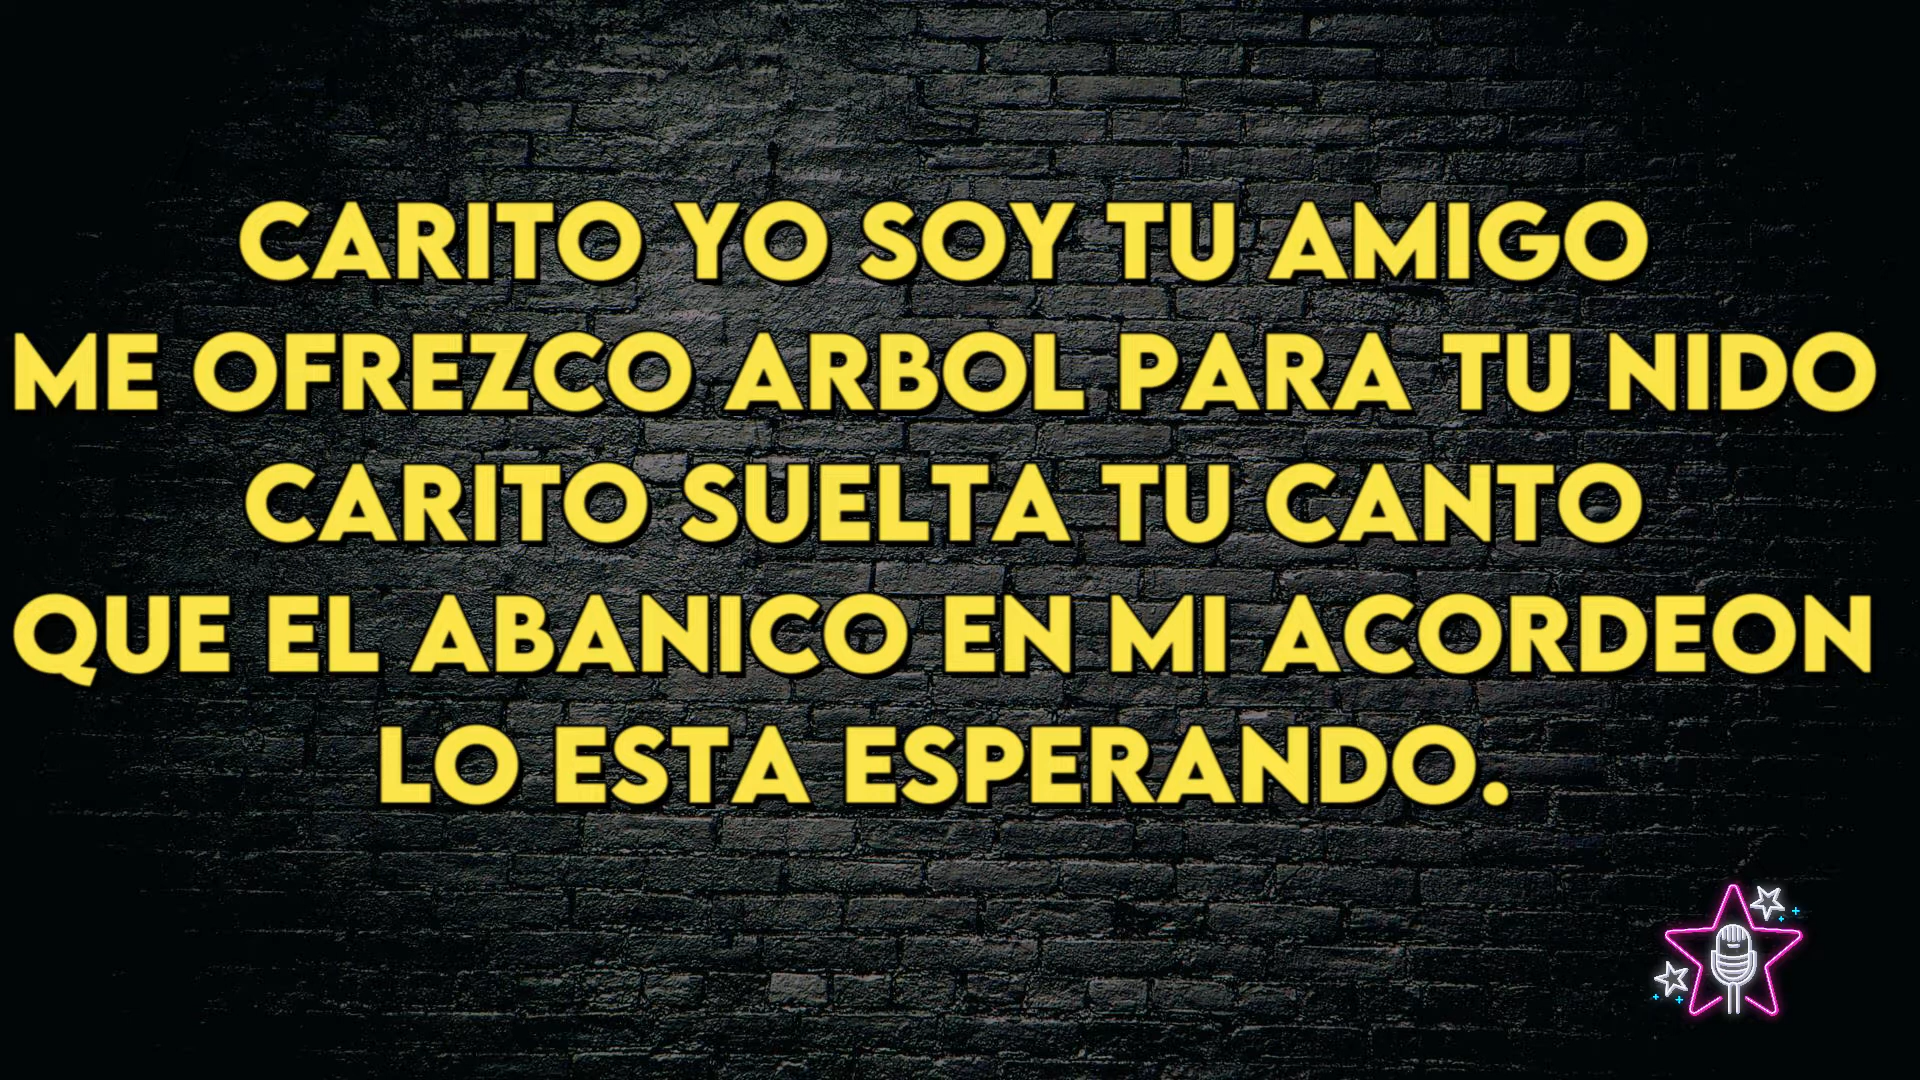 CARITO YO SOY TU AMIGO
ME OFREZCO ARBOL PARA TU NIDO
CARITO SUELTA TU CANTO
QUE EL ABANICO EN MI ACORDEON
LO ESTA ESPERANDO.